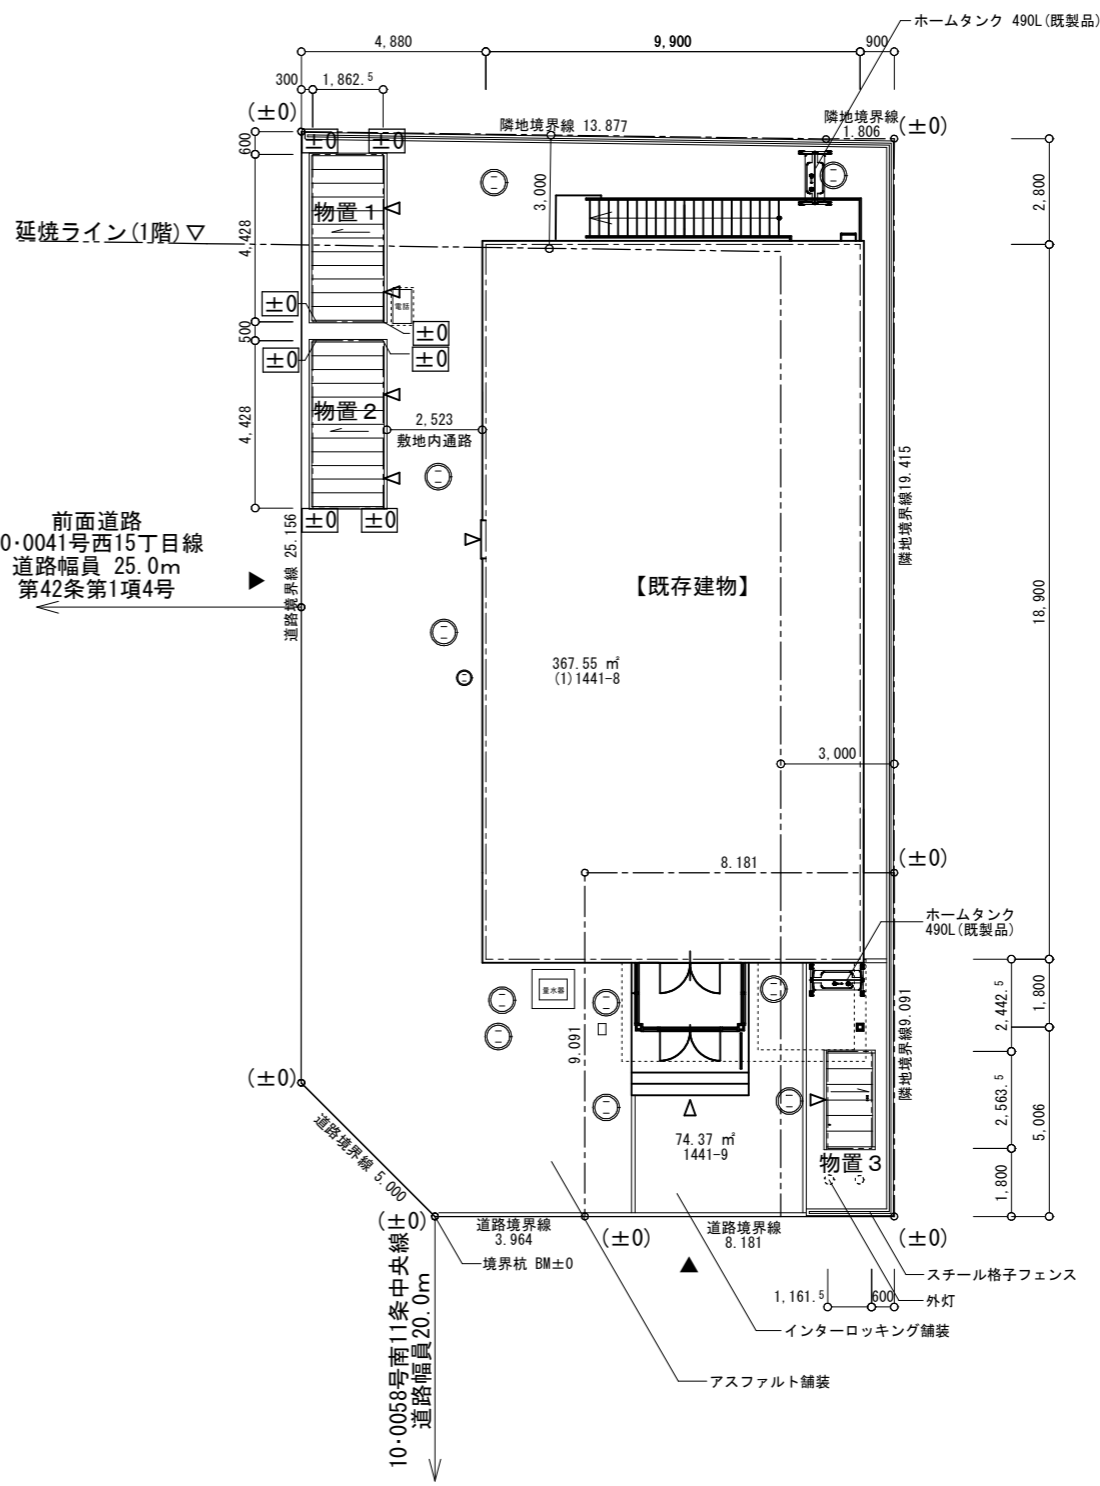 ホームタンク 490L(既製品)
4,880
9,900
900
300
1,862.5
(±0)
隣地境界線 13.877
隣地境界線
1.806
(±0)
600
±0
±0
3,000
2,800
物置1
延焼ライン(1階)▽
4,428
電話
±0
±0
500
±0
±0
物置2
4,428
2,523
敷地内通路
±0
±0
隣地境界線19.415
前面道路
0・0041号西15丁目線
道路幅員 25.0m
第42条第1項4号
道路境界線 25.156
【既存建物】
18,900
367.55 ㎡
(1)1441-8
3,000
8.181
(±0)
ホームタンク
490L(既製品)
量水器
9.091
隣地境界線9.091
2,442.5
1,800
2,563.5
5,006
1,800
(±0)
道路境界線 5.000
74.37 ㎡
1441-9
物置3
(±0)
道路境界線
3.964
(±0)
道路境界線
8.181
(±0)
境界杭 BM±0
スチール格子フェンス
1,161.5
600
外灯
インターロッキング舗装
アスファルト舗装
10・0058号南11条中央線
道路幅員20.0m